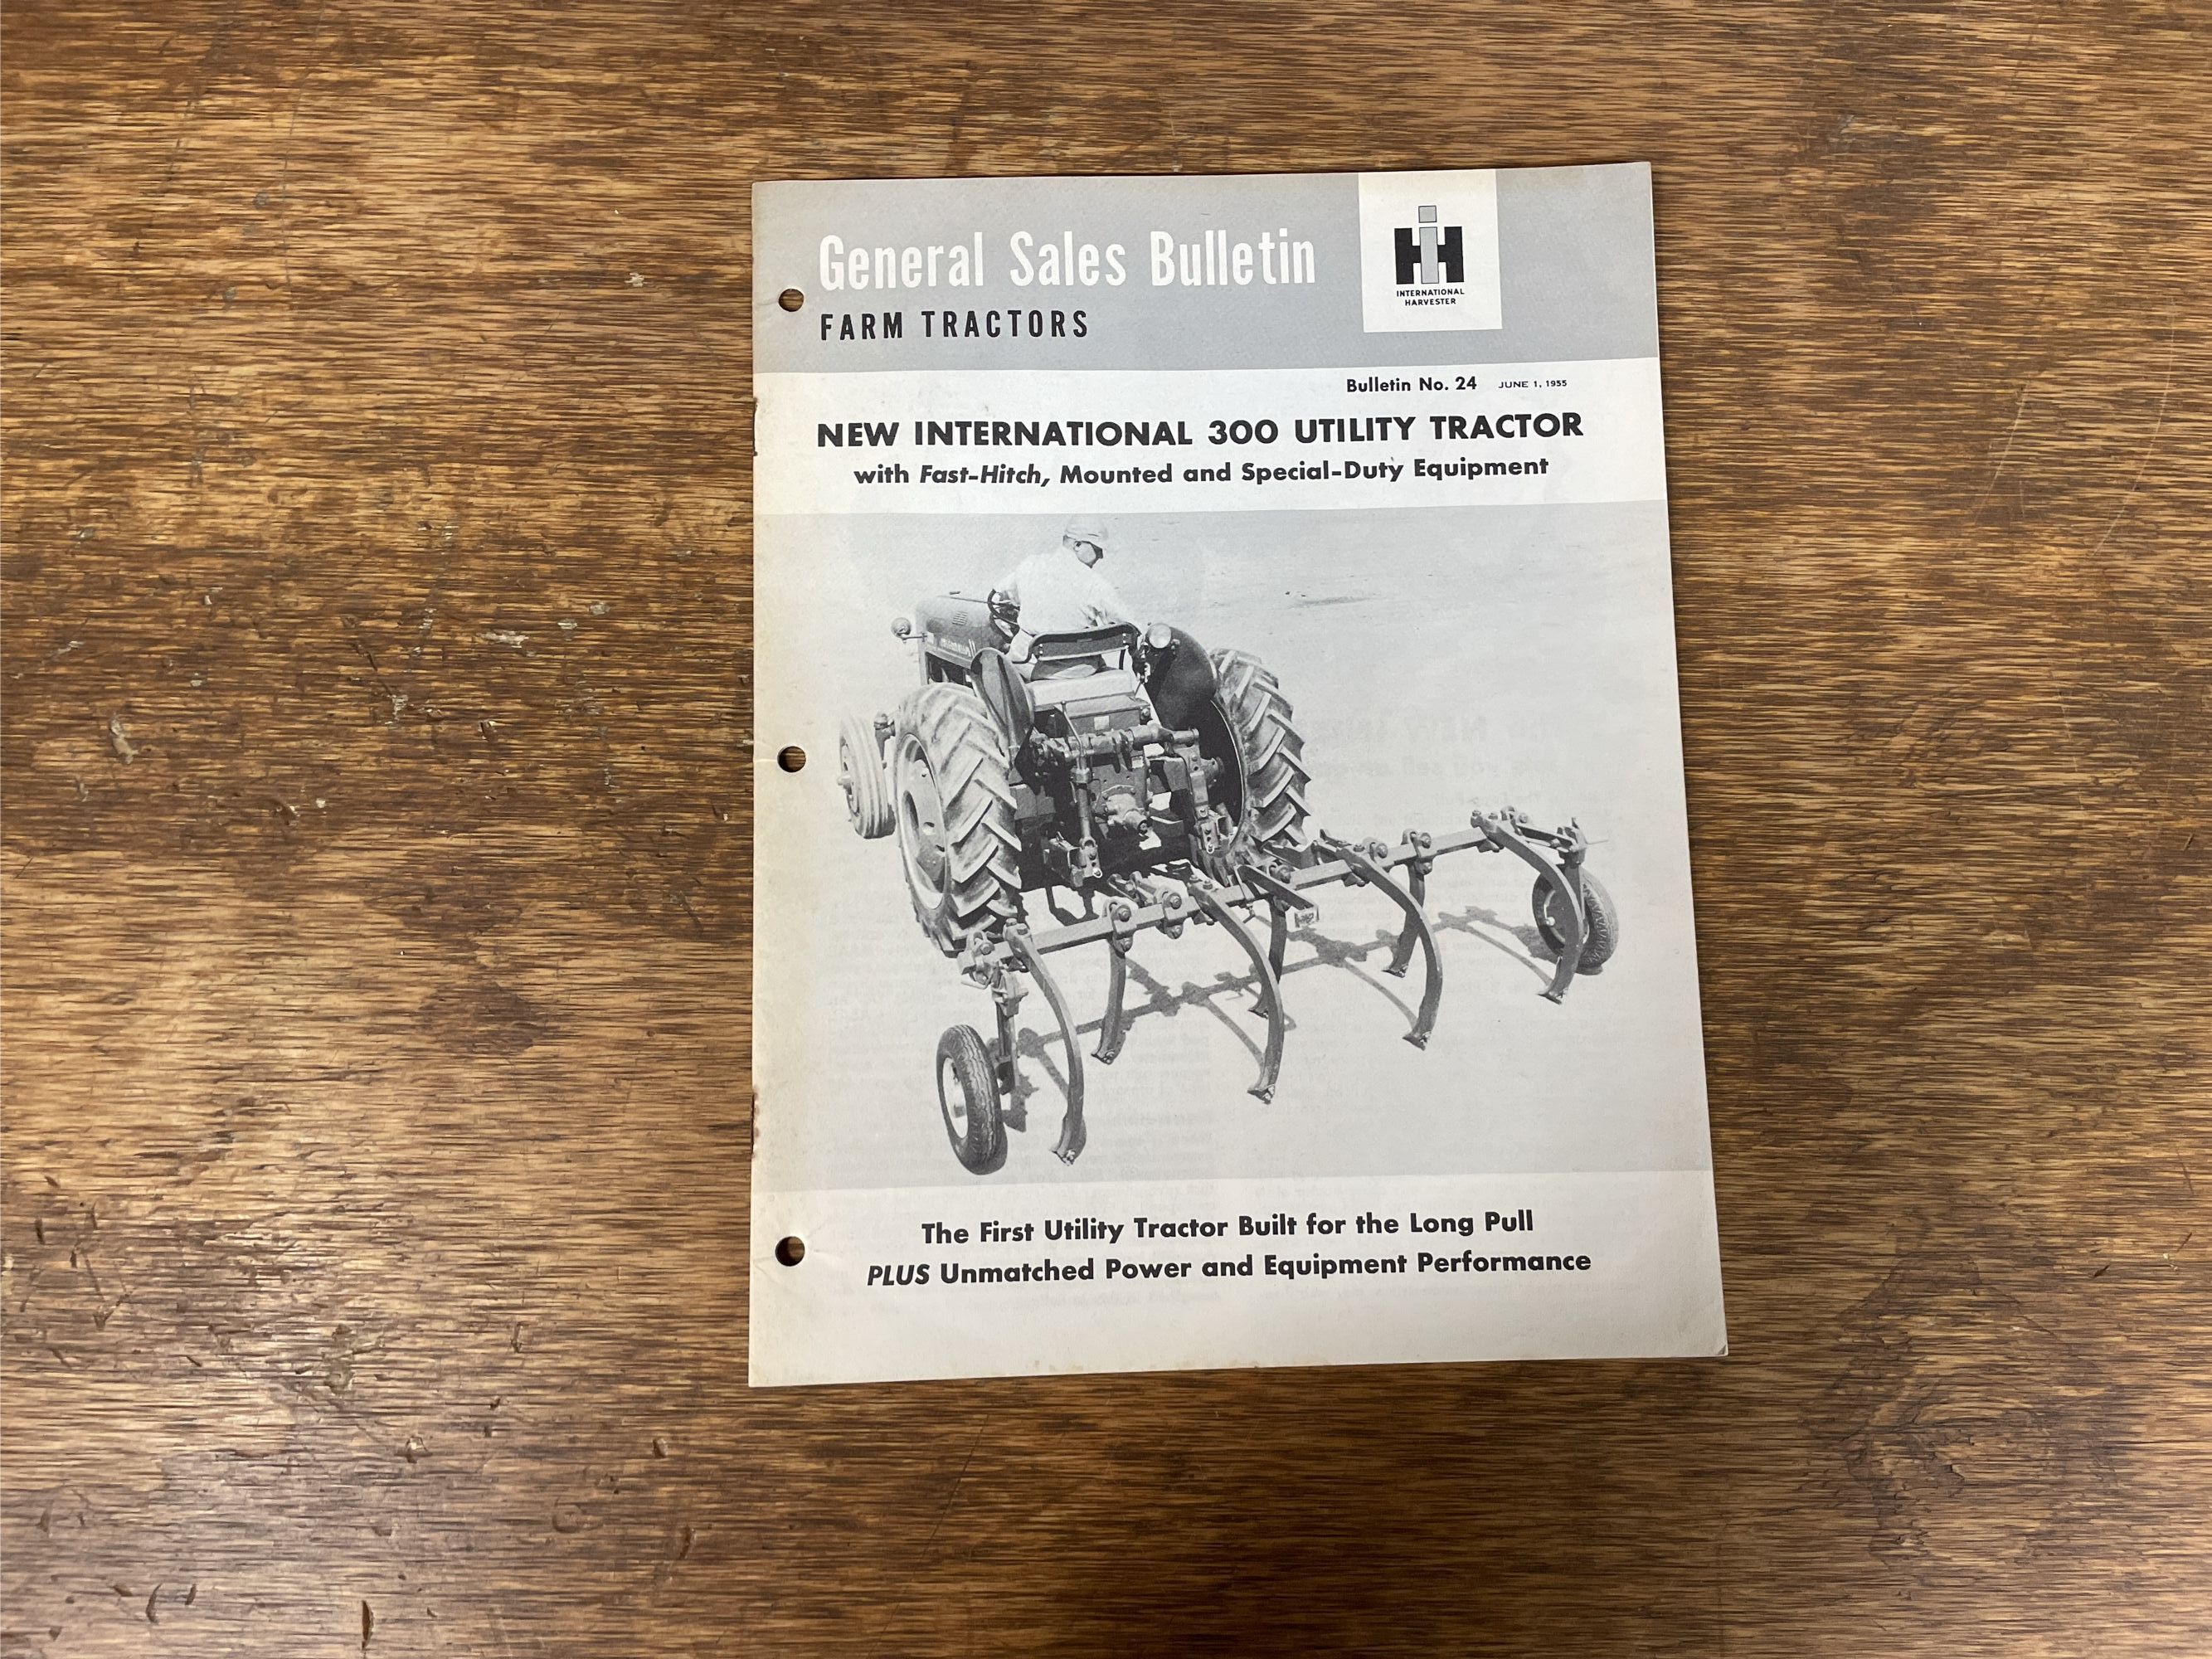 General Sales Bulletin
FARM TRACTORS
INTERNATIONAL
HARVESTER
Bulletin No. 24 JUNE 1, 1955
NEW INTERNATIONAL 300 UTILITY TRACTOR
with Fast-Hitch, Mounted and Special-Duty Equipment
The First Utility Tractor Built for the Long Pull
PLUS Unmatched Power and Equipment Performance